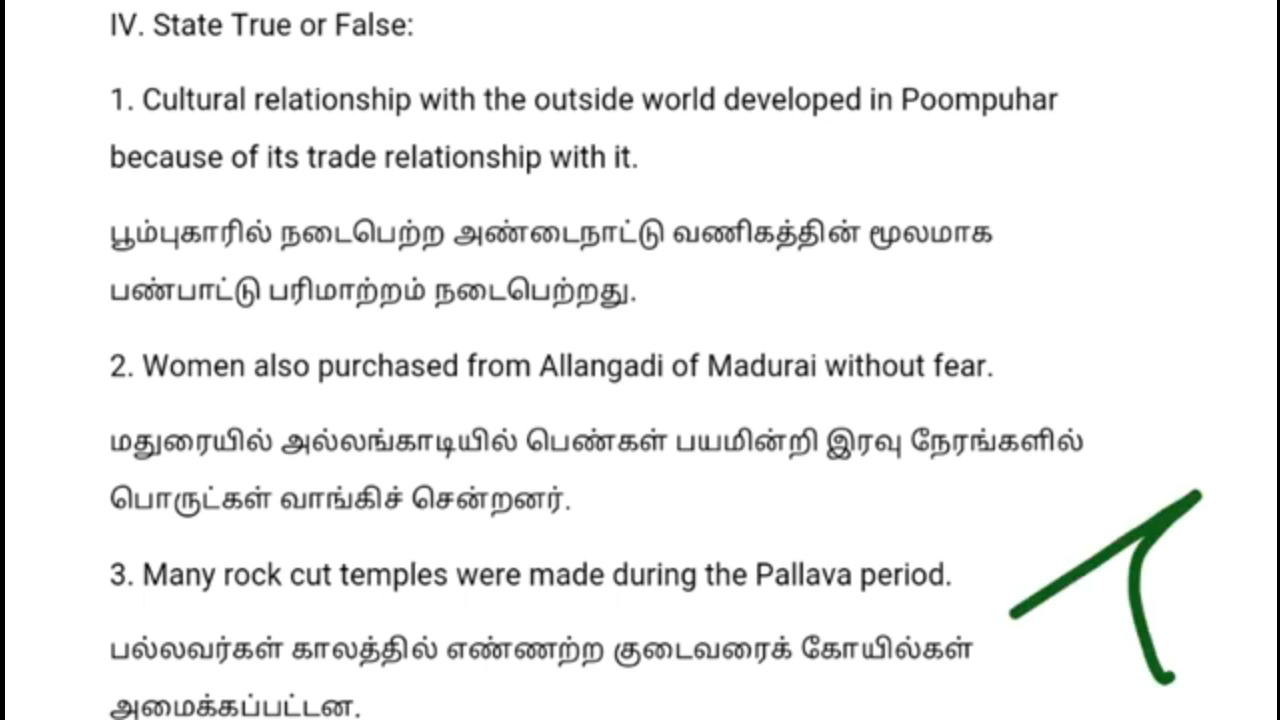 IV. State True or False:
1. Cultural relationship with the outside world developed in Poompuhar
because of its trade relationship with it.
பூம்புகாரில் நடைபெற்ற அண்டைநாட்டு வணிகத்தின் மூலமாக
பண்பாட்டு பரிமாற்றம் நடைபெற்றது.
2. Women also purchased from Allangadi of Madurai without fear.
மதுரையில் அல்லங்காடியில் பெண்கள் பயமின்றி இரவு நேரங்களில்
பொருட்கள் வாங்கிச் சென்றனர்.
3. Many rock cut temples were made during the Pallava period.
பல்லவர்கள் காலத்தில் எண்ணற்ற குடைவரைக் கோயில்கள்
அமைக்கப்பட்டன.
T